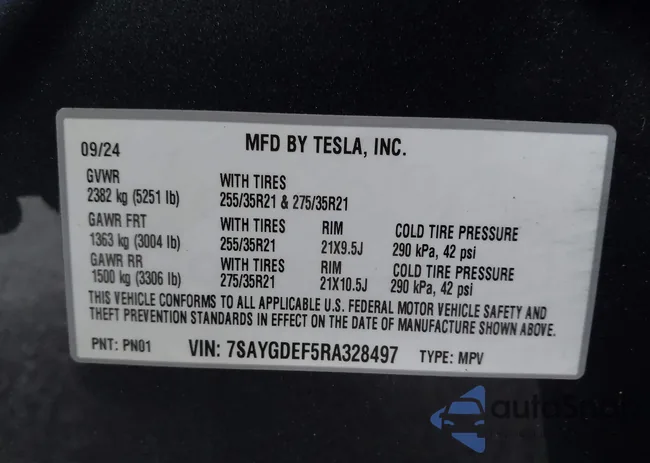 09/24 MFD BY TESLA, INC.
GVWR WITH TIRES
2382 kg (5251 lb) 255/35R21 & 275/35R21
GAWR FRT WITH TIRES RIM COLD TIRE PRESSURE
1363 kg (3004 lb) 255/35R21 21X9.5J 290 kPa, 42 psi
GAWR RR WITH TIRES RIM COLD TIRE PRESSURE
1500 kg (3306 lb) 275/35R21 21X10.5J 290 kPa, 42 psi
THIS VEHICLE CONFORMS TO ALL APPLICABLE U.S. FEDERAL MOTOR VEHICLE SAFETY AND
THEFT PREVENTION STANDARDS IN EFFECT ON THE DATE OF MANUFACTURE SHOWN ABOVE.
PNT: PN01 VIN: 7SAYGDEF5RA328497 TYPE: MPV